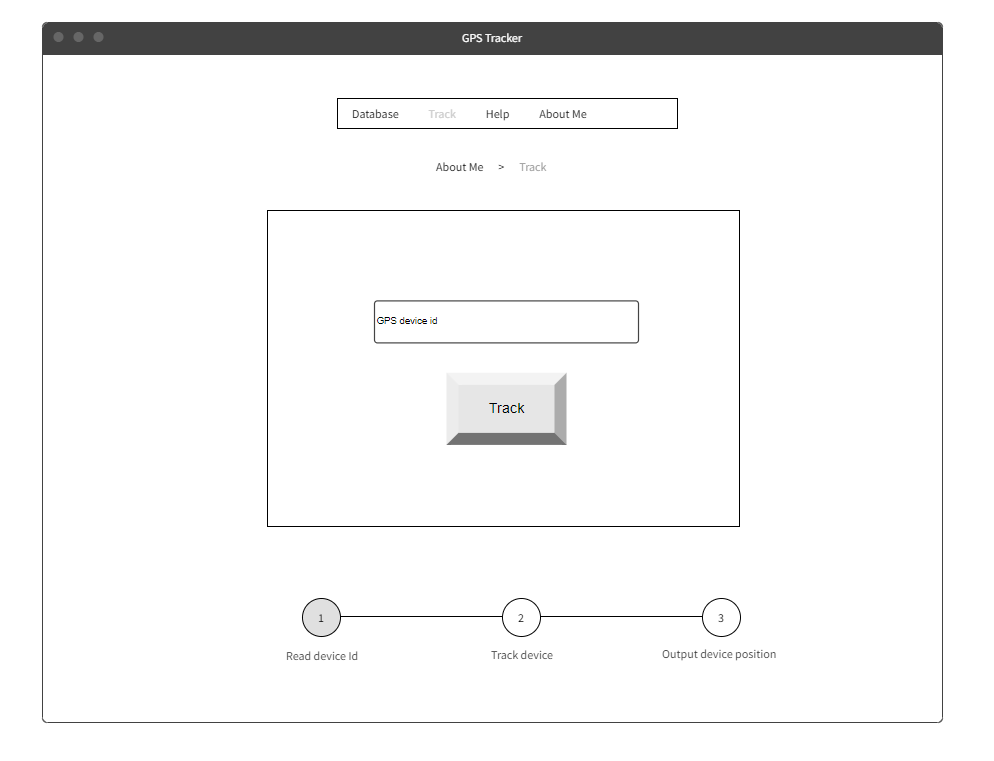 GPS Tracker
Database Track Help About Me
About Me > Track
GPS device id
Track
1 2 3
Read device Id Track device Output device position